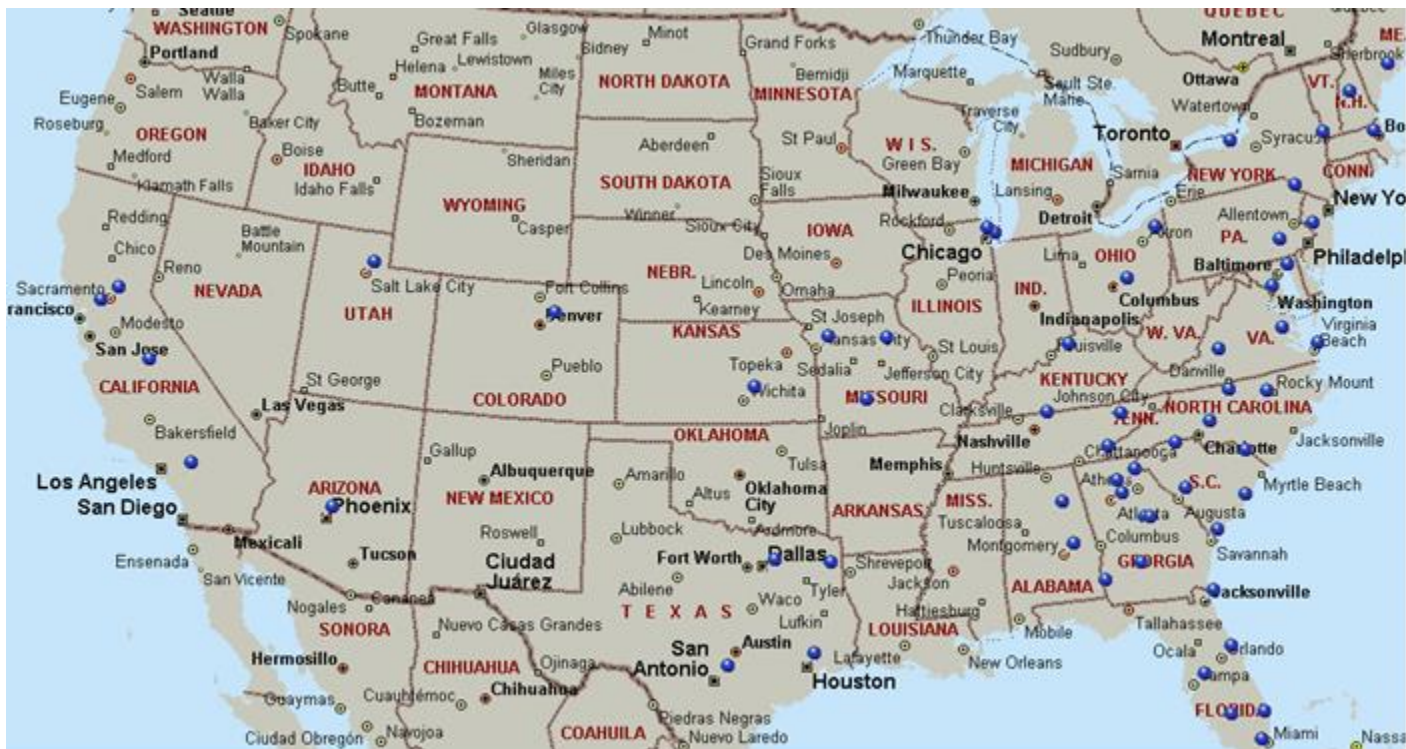 Seattle
WASHINGTON
Spokane
Portland
Walla
Walla
Salem
Eugene
Roseburg
OREGON
Baker City
Medford
Klamath Falls
Boise
IDAHO
Idaho Falls
Great Falls
Glasgow
Lewistown
Helena
Butte
MONTANA
Miles
City
Bozeman
Sidney
Minot
NORTH DAKOTA
Grand Forks
Bemidji
MINNESOTA
Thunder Bay
Sudbury
QUEBEC
Montreal
Sherbrook
ME.
Ottawa
Marquette
Sault Ste.
Marie
Traverse
City
Watertown
VT.
N.H.
Bo
Toronto
Syracuse
St Paul
WIS.
Green Bay
MICHIGAN
Sarnia
Lansing
Detroit
Milwaukee
Rockford
Chicago
NEW YORK
CONN.
New Yo
Erie
Allentown
PA.
Philadelph
Baltimore
Washington
Virginia
Beach
Aberdeen
SOUTH DAKOTA
Sioux
Falls
Winner
Sioux City
Sheridan
WYOMING
Casper
Redding
Chico
Battle
Mountain
Reno
NEVADA
Sacramento
rancisco
Modesto
San Jose
CALIFORNIA
Salt Lake City
UTAH
St George
Las Vegas
Bakersfield
Los Angeles
San Diego
Fort Collins
Denver
Pueblo
COLORADO
NEBR.
Lincoln
Kearney
Omaha
IOWA
Des Moines
Peoria
ILLINOIS
IND.
Indianapolis
Lima
Akron
OHIO
Columbus
W. VA.
VA.
Danville
KANSAS
Topeka
Wichita
St Joseph
Kansas City
Sedalia
Jefferson City
St Louis
MISSOURI
Joplin
Louisville
KENTUCKY
Johnson City
Clarksville
Nashville
TENN.
Rocky Mount
NORTH CAROLINA
Charlotte
Jacksonville
Myrtle Beach
S.C.
Augusta
Savannah
Chattanooga
Huntsville
Athens
Atlanta
Columbus
GEORGIA
Memphis
MISS.
Tuscaloosa
Montgomery
ALABAMA
Mobile
ARKANSAS
OKLAHOMA
Tulsa
Oklahoma
City
Altus
Ardmore
Gallup
Albuquerque
NEW MEXICO
Roswell
ARIZONA
Phoenix
Tucson
Mexicali
Ensenada
San Vicente
Nogales
Cananea
SONORA
Hermosillo
Guaymas
Ciudad Obregón
Navojoa
Cuauhtémoc
Chihuahua
CHIHUAHUA
Nuevo Casas Grandes
Ciudad
Juárez
Ojinaga
Amarillo
Lubbock
Abilene
Fort Worth
Dallas
Tyler
Waco
Lufkin
TEXAS
Austin
San
Antonio
Houston
Piedras Negras
Nuevo Laredo
COAHUILA
Shreveport
Jackson
Hattiesburg
LOUISIANA
Lafayette
New Orleans
Jacksonville
Tallahassee
Ocala
Orlando
Tampa
FLORIDA
Miami
Nassa